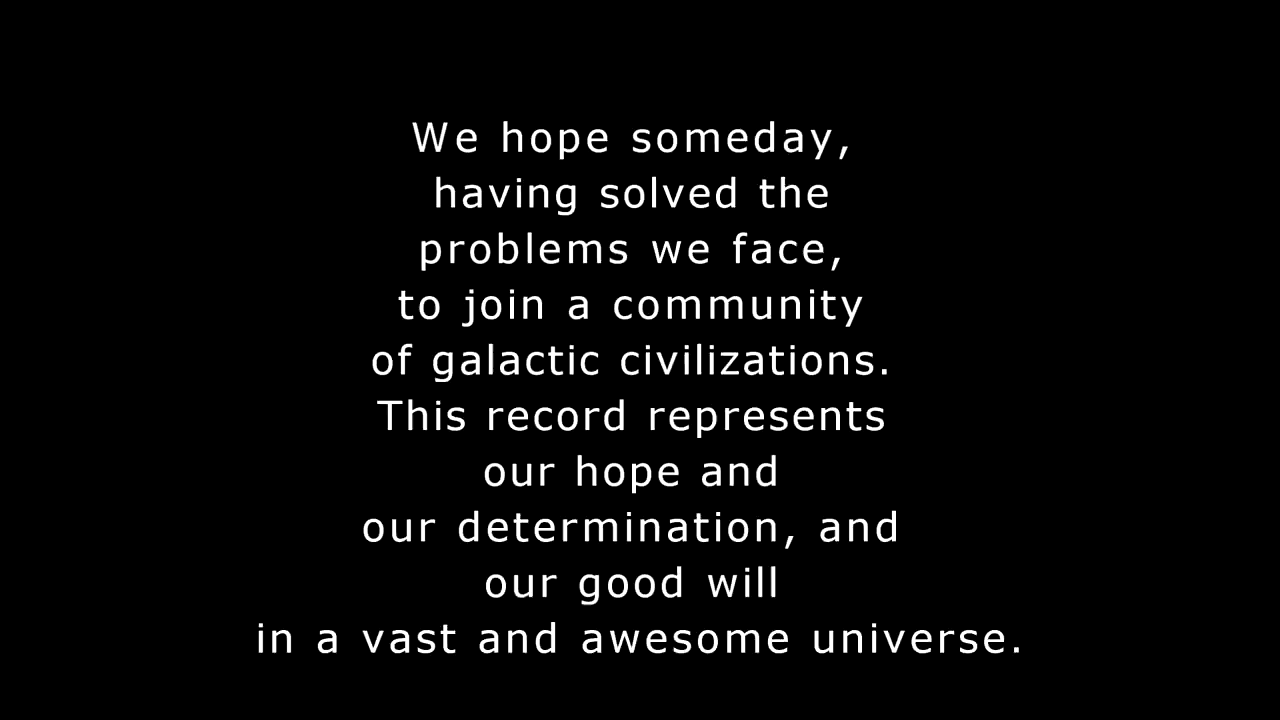 We hope someday,
having solved the
problems we face,
to join a community
of galactic civilizations.
This record represents
our hope and
our determination, and
our good will
in a vast and awesome universe.